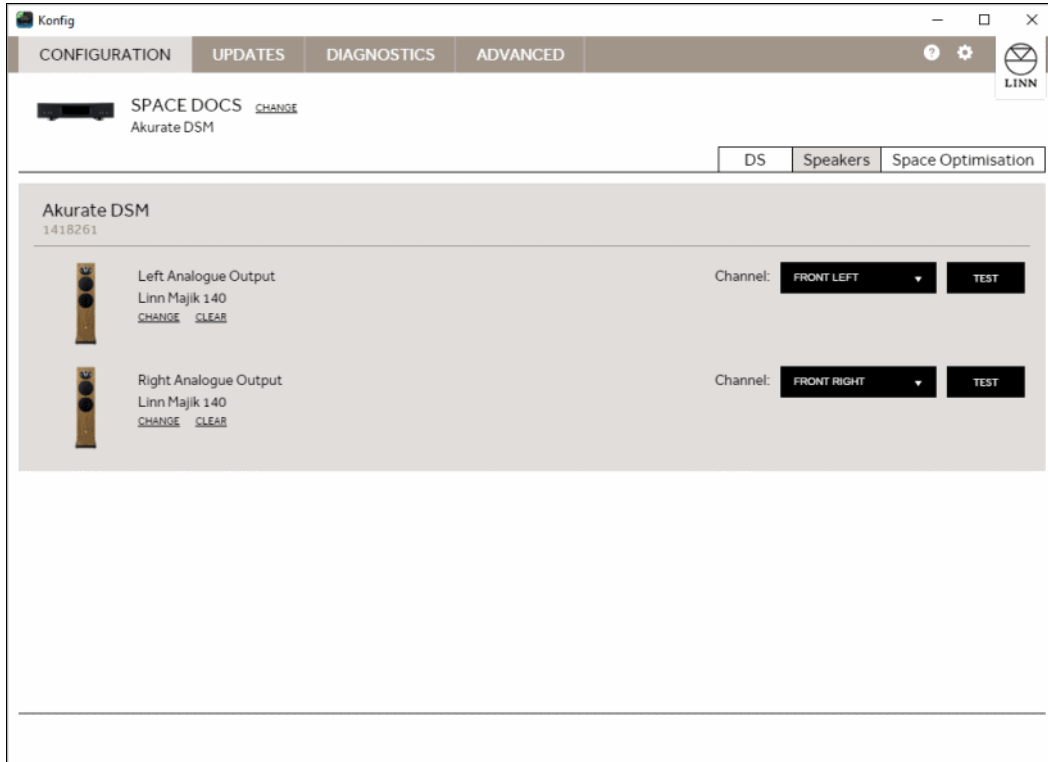 Konfig
CONFIGURATION UPDATES DIAGNOSTICS ADVANCED ?
LINN
SPACE DOCS CHANGE
Akurate DSM
DS Speakers Space Optimisation
Akurate DSM
1418261
Left Analogue Output Channel: FRONT LEFT TEST
Linn Majik 140
CHANGE CLEAR
Right Analogue Output Channel: FRONT RIGHT TEST
Linn Majik 140
CHANGE CLEAR